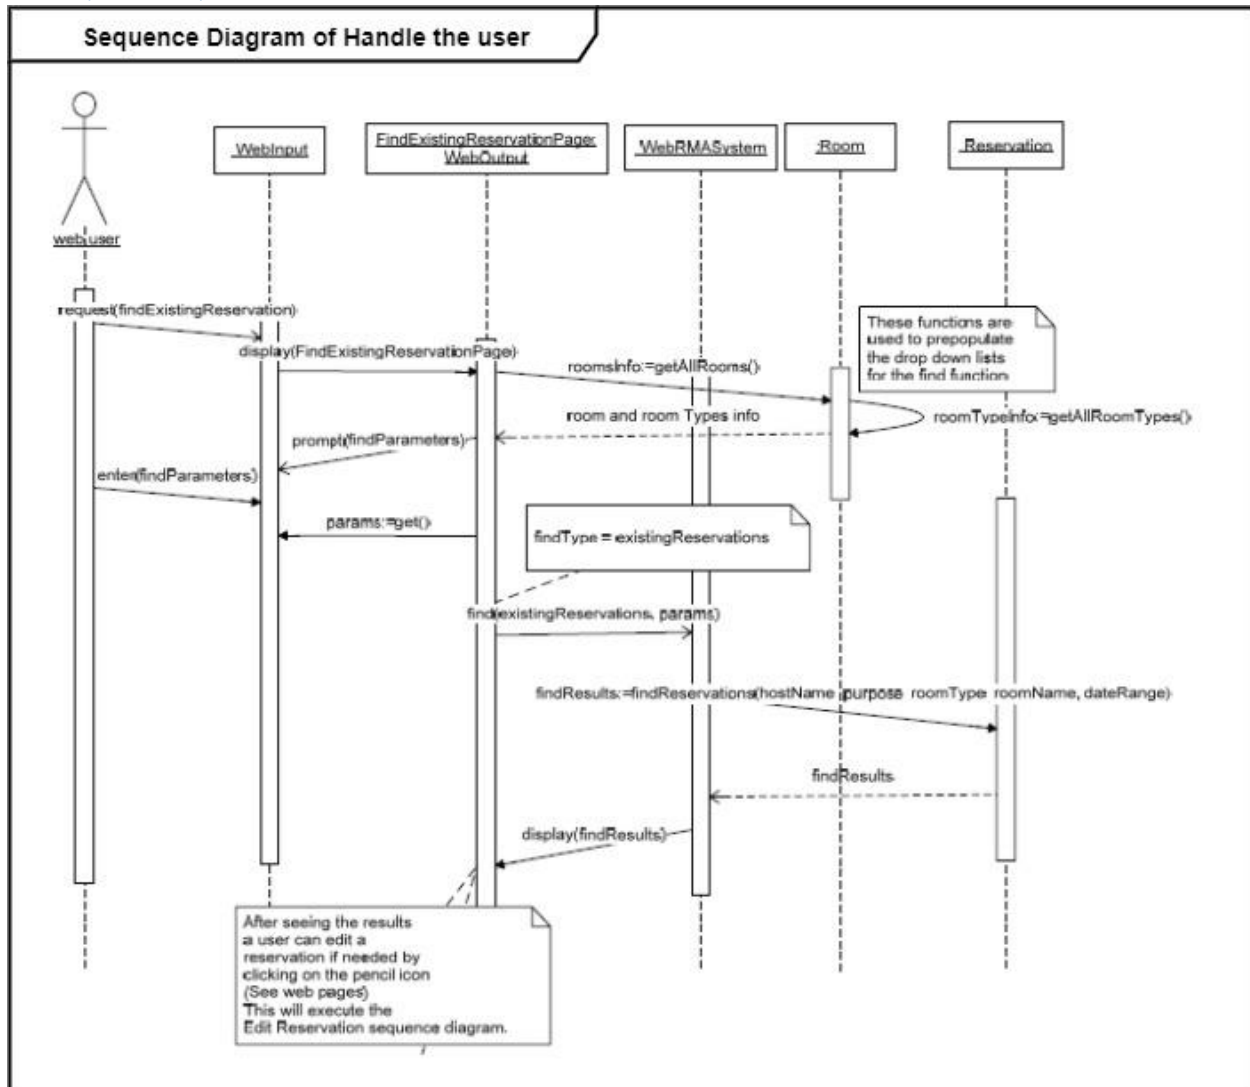 Sequence Diagram of Handle the user
:WebInput
FindExistingReservationPage:
WebOutput
:WebRMASystem
:Room
:Reservation
web user
request(findExistingReservation)
display(FindExistingReservationPage)
roomsInfo:=getAllRooms()
These functions are
used to prepopulate
the drop down lists
for the find function
room and room Types info
roomTypeInfo:=getAllRoomTypes()
prompt(findParameters)
enter(findParameters)
params:=get()
findType = existingReservations
find(existingReservations, params)
findResults:=findReservations(hostName, purpose, roomType, roomName, dateRange)
findResults
display(findResults)
After seeing the results
a user can edit a
reservation if needed by
clicking on the pencil icon
(See web pages)
This will execute the
Edit Reservation sequence diagram.